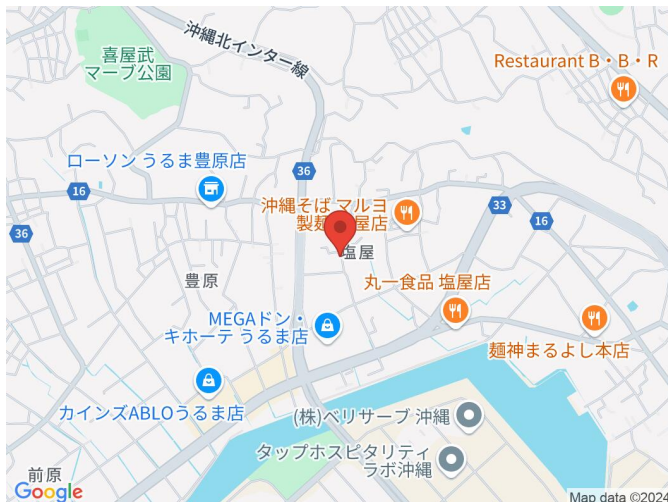 沖縄北インター線
喜屋武
マーブ公園
Restaurant B・B・R
ローソン うるま豊原店
36
16
沖縄そば マルヨ
製麺
屋店
33
16
36
塩屋
豊原
丸一食品 塩屋店
MEGAドン・
キホーテ うるま店
麺神まるよし本店
カインズABLOうるま店
(株)ベリサーブ 沖縄
タップホスピタリティ
ラボ沖縄
前原
Google
Map data ©2024